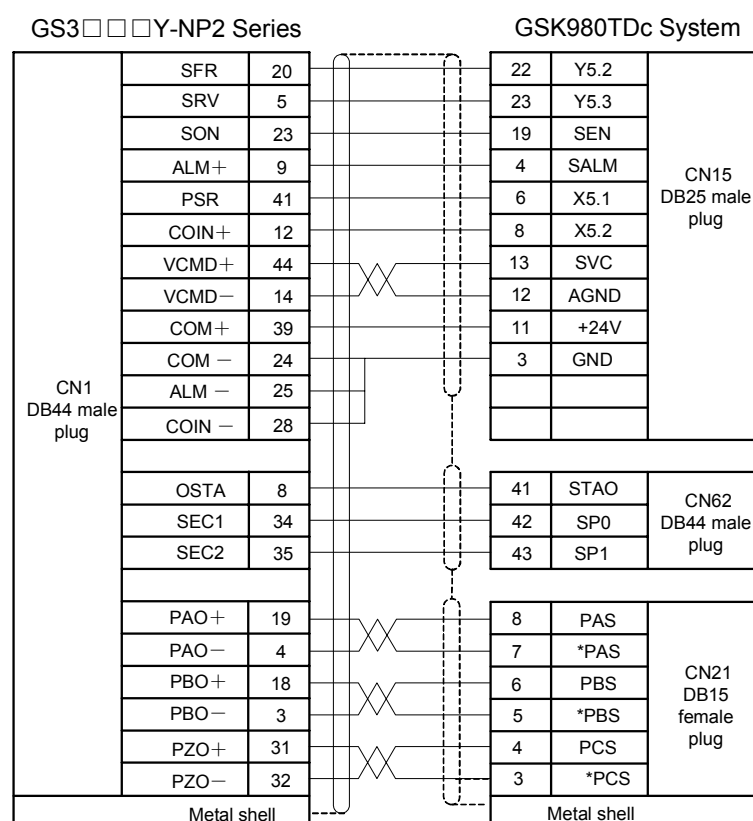 GS3□□□Y-NP2 Series GSK980TDc System
SFR 20 22 Y5.2
SRV 5 23 Y5.3
SON 23 19 SEN
ALM+ 9 4 SALM
PSR 41 6 X5.1
COIN+ 12 8 X5.2
VCMD+ 44 13 SVC
VCMD− 14 12 AGND
COM+ 39 11 +24V
COM − 24 3 GND
ALM − 25
COIN − 28
CN1
DB44 male
plug
CN15
DB25 male
plug
OSTA 8 41 STAO
SEC1 34 42 SP0
SEC2 35 43 SP1
CN62
DB44 male
plug
PAO+ 19 8 PAS
PAO− 4 7 *PAS
PBO+ 18 6 PBS
PBO− 3 5 *PBS
PZO+ 31 4 PCS
PZO− 32 3 *PCS
CN21
DB15
female
plug
Metal shell Metal shell